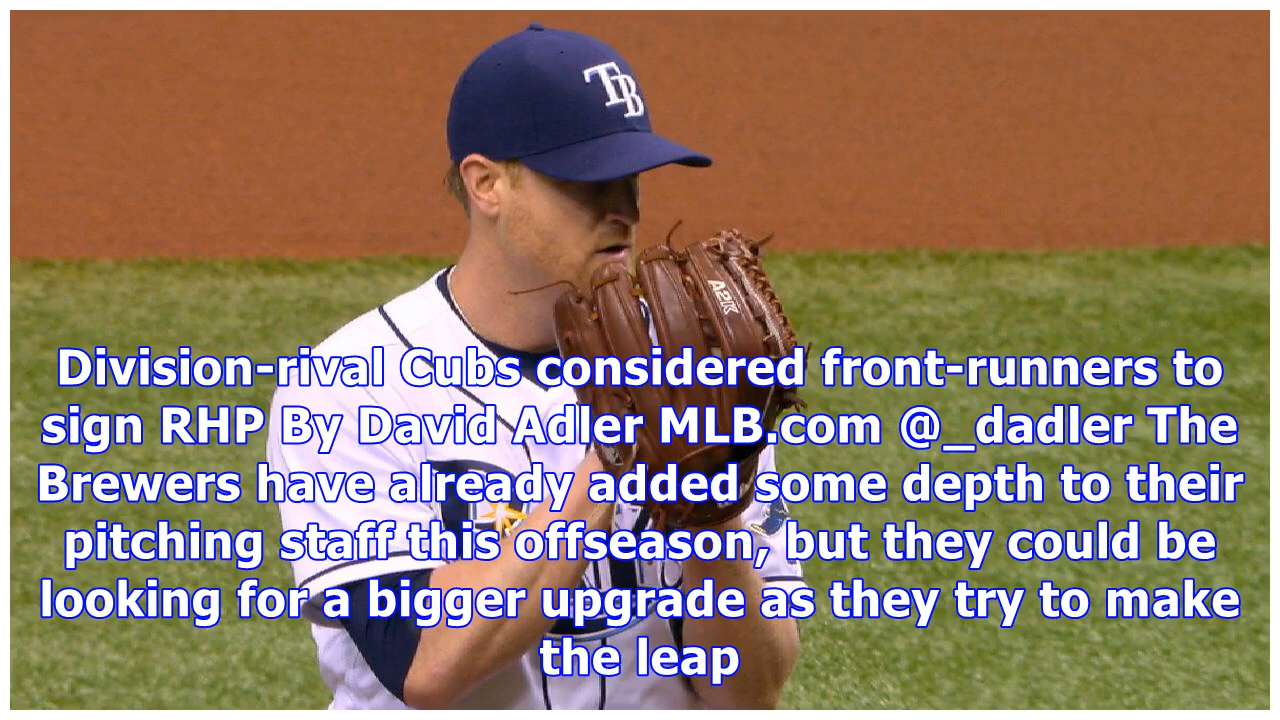 TB
A2K
Division-rival Cubs considered front-runners to
sign RHP By David Adler MLB.com @_dadler The
Brewers have already added some depth to their
pitching staff this offseason, but they could be
looking for a bigger upgrade as they try to make
the leap